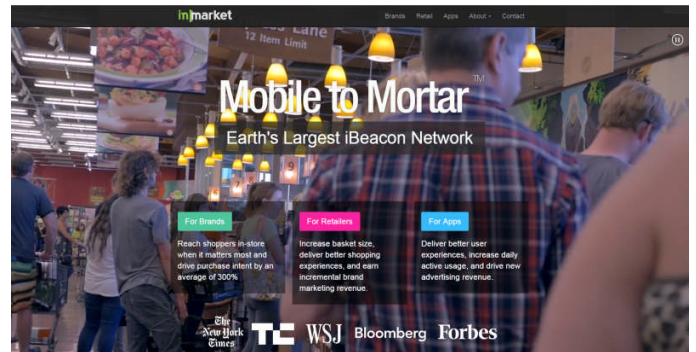 inmarket
Brands Retail Apps About Contact
Lane
12 Item Limit
Mobile to Mortar™
Earth's Largest iBeacon Network
For Brands
Reach shoppers in-store
when it matters most and
drive purchase intent by an
average of 300%
For Retailers
Increase basket size,
deliver better shopping
experiences, and earn
incremental brand
marketing revenue.
For Apps
Deliver better user
experiences, increase daily
active usage, and drive new
advertising revenue.
The
New York
Times
TC
WSJ
Bloomberg
Forbes